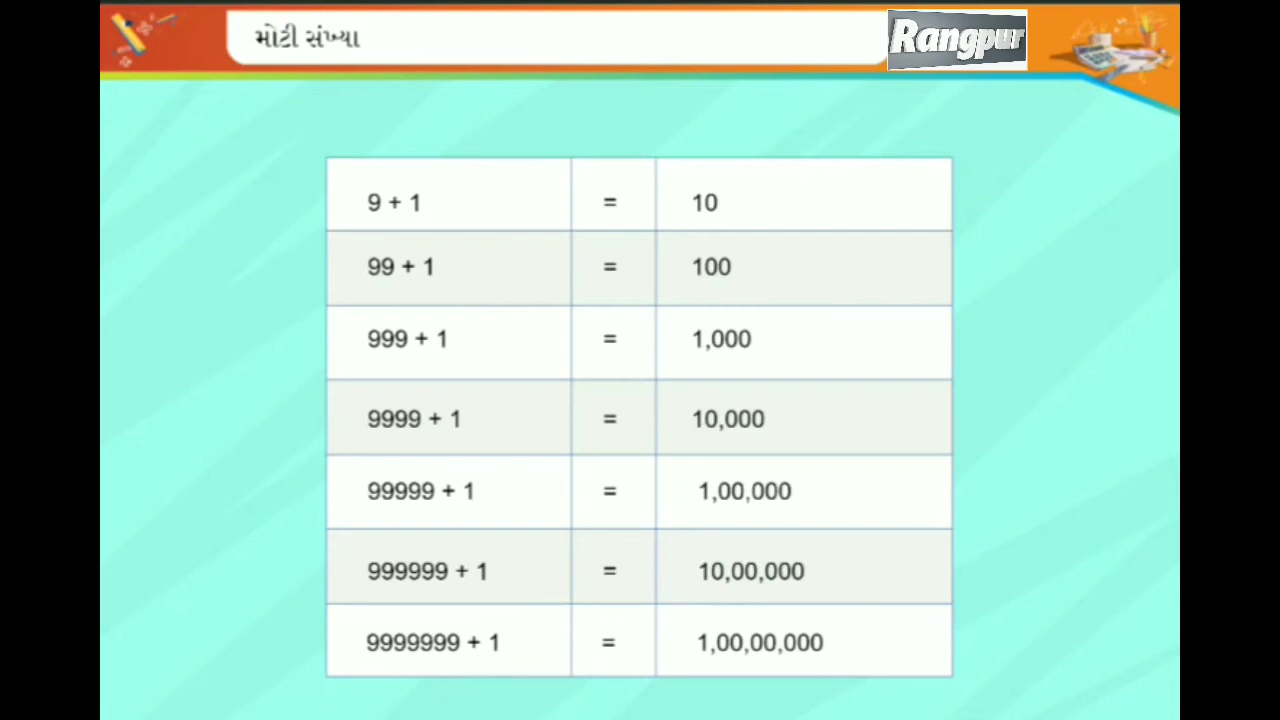 મોટી સંખ્યા
Rangpur
9 + 1 = 10
99 + 1 = 100
999 + 1 = 1,000
9999 + 1 = 10,000
99999 + 1 = 1,00,000
999999 + 1 = 10,00,000
9999999 + 1 = 1,00,00,000